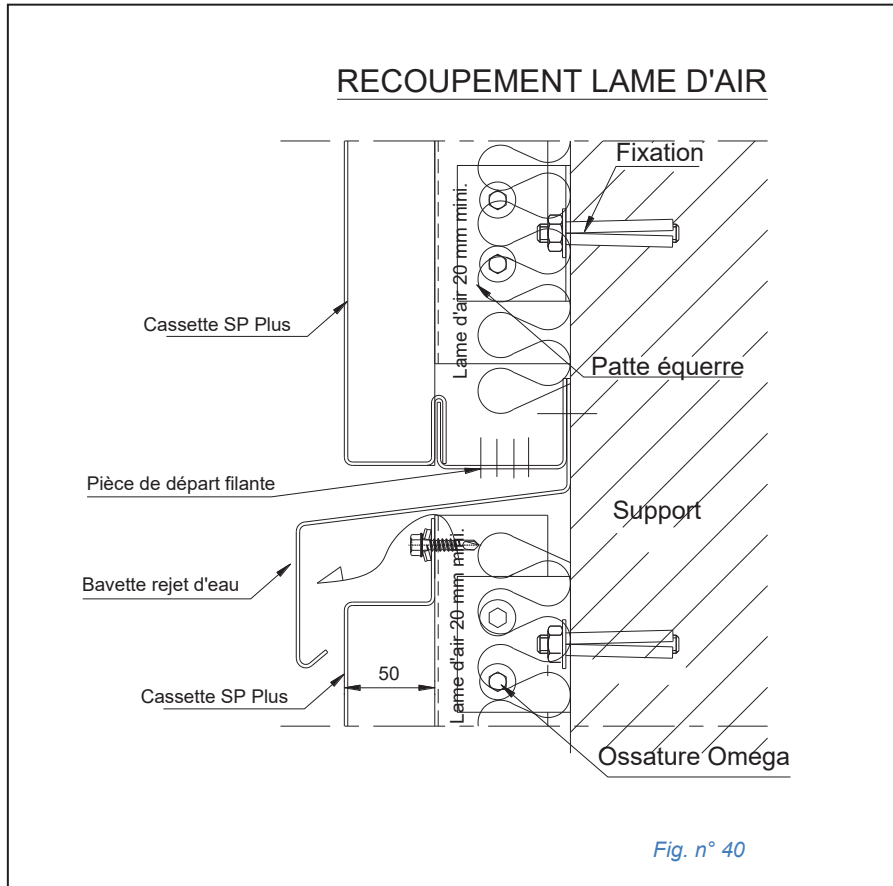 RECOUPEMENT LAME D'AIR
Fixation
Lame d'air 20 mm mini.
Cassette SP Plus
Patte équerre
Pièce de départ filante
Support
Bavette rejet d'eau
Lame d'air 20 mm mini.
50
Cassette SP Plus
Ossature Omega
Fig. n° 40